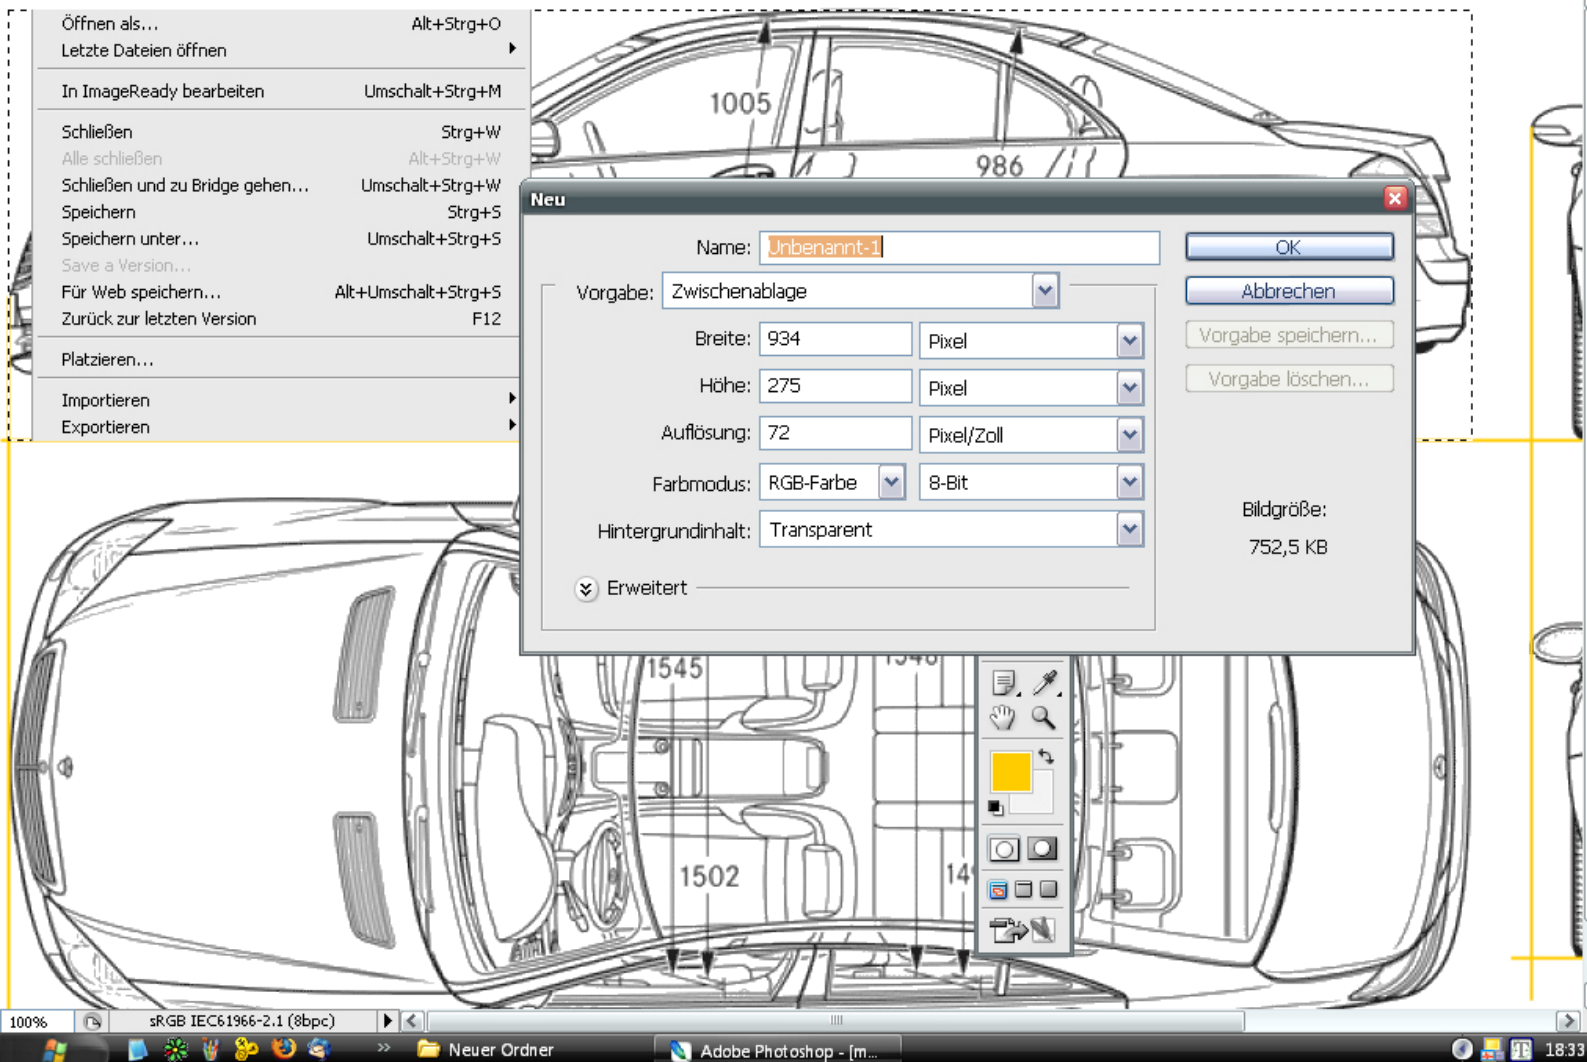 Öffnen als... Alt+Strg+O
Letzte Dateien öffnen
In ImageReady bearbeiten Umschalt+Strg+M
Schließen Strg+W
Alle schließen Alt+Strg+W
Schließen und zu Bridge gehen... Umschalt+Strg+W
Speichern Strg+S
Speichern unter... Umschalt+Strg+S
Save a Version...
Für Web speichern... Alt+Umschalt+Strg+S
Zurück zur letzten Version F12
Platzieren...
Importieren
Exportieren
1005
986
Neu
Name: Unbenannt-1 OK
Vorgabe: Zwischenablage Abbrechen
Breite: 934 Pixel Vorgabe speichern...
Höhe: 275 Pixel Vorgabe löschen...
Auflösung: 72 Pixel/Zoll
Farbmodus: RGB-Farbe 8-Bit
Hintergrundinhalt: Transparent
Bildgröße:
752,5 KB
Erweitert
1545
1502
100% sRGB IEC61966-2.1 (8bpc)
Neuer Ordner Adobe Photoshop - [m... 18:33